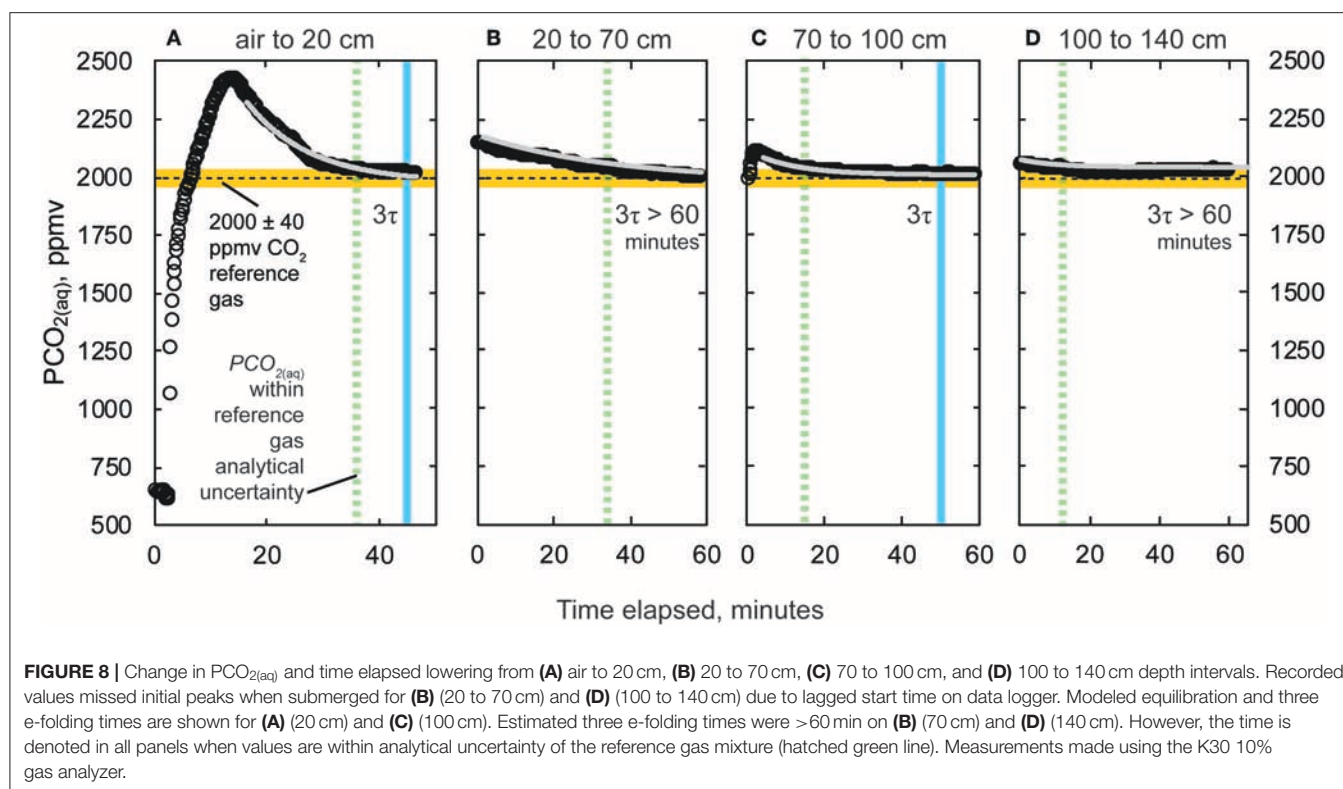 A air to 20 cm
B 20 to 70 cm
C 70 to 100 cm
D 100 to 140 cm
2500
2250
2000
1750
1500
1250
1000
750
500
PCO2(aq), ppmv
2000 ± 40
ppmv CO2
reference
gas
PCO2(aq)
within
reference
gas
analytical
uncertainty
3τ
3τ > 60
minutes
3τ
3τ > 60
minutes
2500
2250
2000
1750
1500
1250
1000
750
500
0 20 40
0 20 40 60
0 20 40 60
0 20 40 60
Time elapsed, minutes
FIGURE 8 | Change in PCO2(aq) and time elapsed lowering from (A) air to 20 cm, (B) 20 to 70 cm, (C) 70 to 100 cm, and (D) 100 to 140 cm depth intervals. Recorded
values missed initial peaks when submerged for (B) (20 to 70 cm) and (D) (100 to 140 cm) due to lagged start time on data logger. Modeled equilibration and three
e-folding times are shown for (A) (20 cm) and (C) (100 cm). Estimated three e-folding times were >60 min on (B) (70 cm) and (D) (140 cm). However, the time is
denoted in all panels when values are within analytical uncertainty of the reference gas mixture (hatched green line). Measurements made using the K30 10%
gas analyzer.